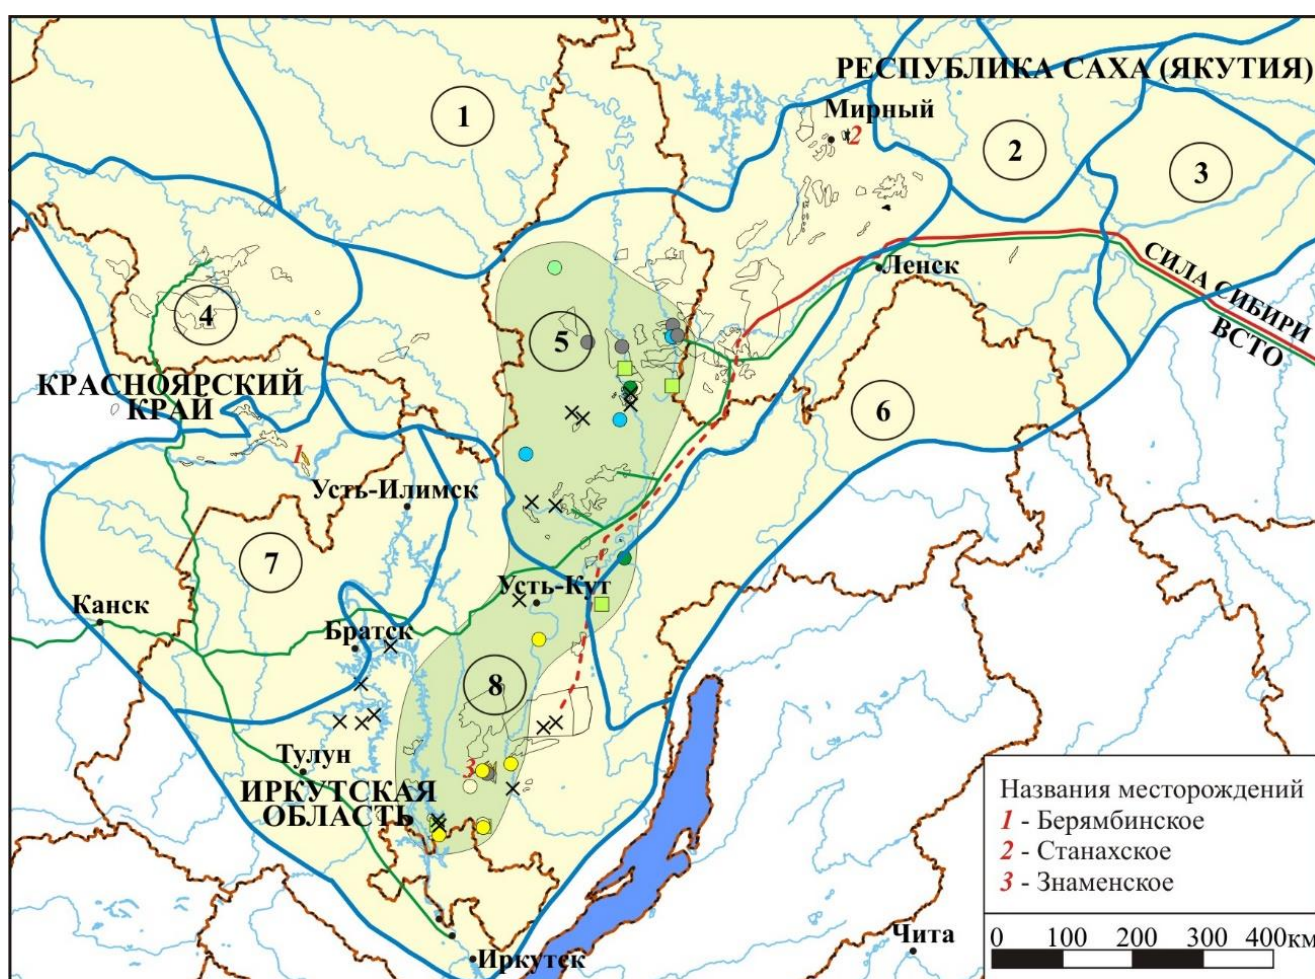 РЕСПУБЛИКА САХА (ЯКУТИЯ)
Мирный
1
2
2
3
СИЛА СИБИРИ
ВСТО
Ленск
4
5
КРАСНОЯРСКИЙ
КРАЙ
6
1
Усть-Илимск
7
Усть-Кут
Канск
Братск
8
Тулун
3
ИРКУТСКАЯ
ОБЛАСТЬ
Названия месторождений
1 - Берямбинское
2 - Станахское
3 - Знаменское
Чита
0 100 200 300 400км
Иркутск